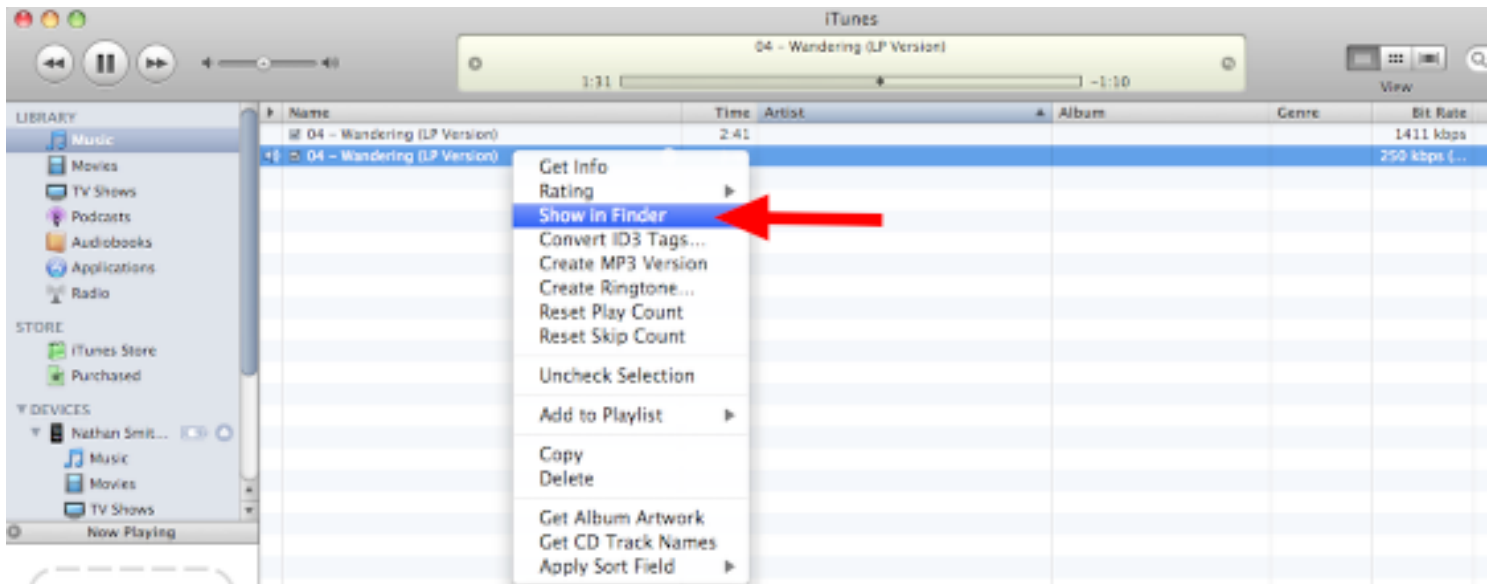 iTunes
04 – Wandering (LP Version)
1:31 -1:10
View
LIBRARY
Music
Movies
TV Shows
Podcasts
Audiobooks
Applications
Radio
STORE
iTunes Store
Purchased
DEVICES
Nathan Smit...
Music
Movies
TV Shows
Now Playing
Name Time Artist Album Genre Bit Rate
04 – Wandering (LP Version) 2:41 1411 kbps
04 – Wandering (LP Version) 250 kbps (...
Get Info
Rating
Show in Finder
Convert ID3 Tags...
Create MP3 Version
Create Ringtone...
Reset Play Count
Reset Skip Count
Uncheck Selection
Add to Playlist
Copy
Delete
Get Album Artwork
Get CD Track Names
Apply Sort Field